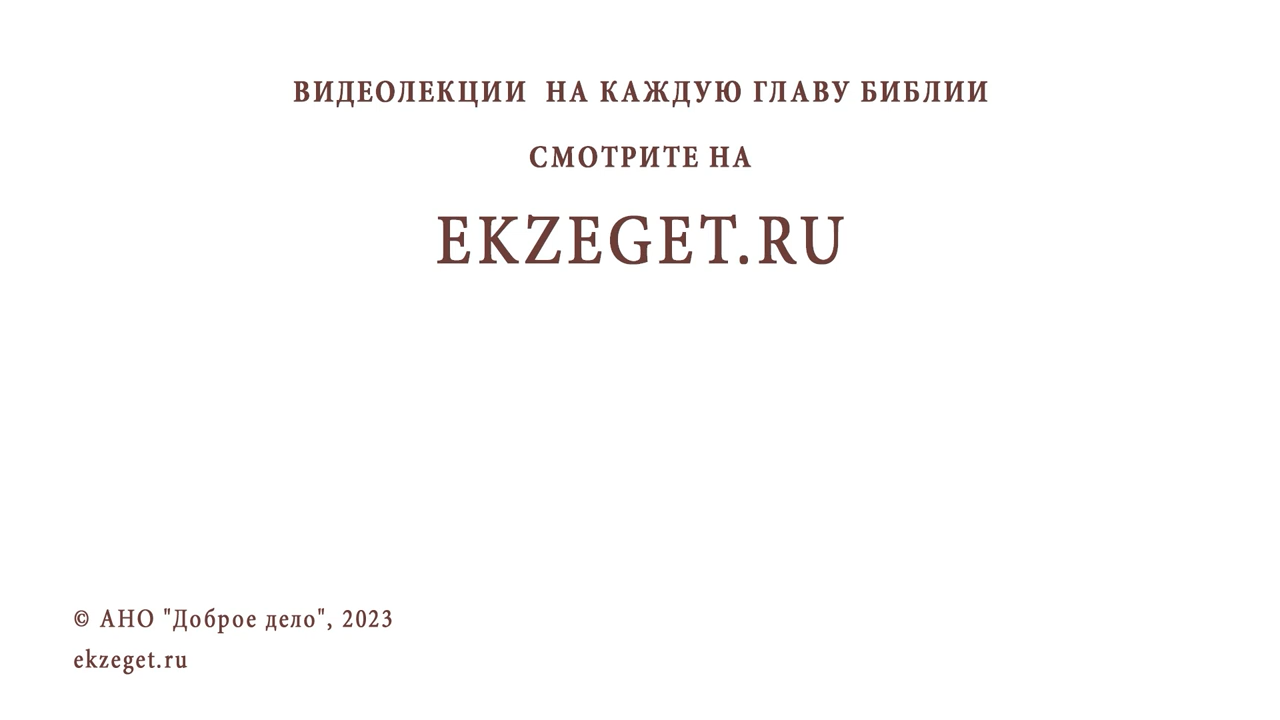 ВИДЕОЛЕКЦИИ НА КАЖДУЮ ГЛАВУ БИБЛИИ
СМОТРИТЕ НА
EKZEGET.RU
© АНО "Доброе дело", 2023
ekzeget.ru